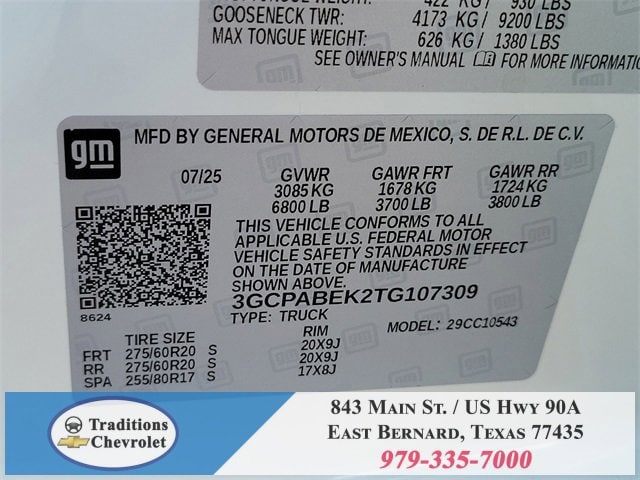 422 KG/ 930 LBS
GOOSENECK TWR: 4173 KG/ 9200 LBS
MAX TONGUE WEIGHT: 626 KG / 1380 LBS
SEE OWNER'S MANUAL FOR MORE INFORMATIO
gm
MFD BY GENERAL MOTORS DE MEXICO, S. DE R.L. DE C.V.
07/25 GVWR GAWR FRT GAWR RR
3085 KG 1678 KG 1724 KG
6800 LB 3700 LB 3800 LB
THIS VEHICLE CONFORMS TO ALL
APPLICABLE U.S. FEDERAL MOTOR
VEHICLE SAFETY STANDARDS IN EFFECT
ON THE DATE OF MANUFACTURE
SHOWN ABOVE.
3GCPABEK2TG107309
8624
TYPE: TRUCK MODEL: 29CC10543
TIRE SIZE RIM
FRT 275/60R20 S 20X9J
RR 275/60R20 S 20X9J
SPA 255/80R17 S 17X8J
Traditions
Chevrolet
843 Main St. / US Hwy 90A
East Bernard, Texas 77435
979-335-7000